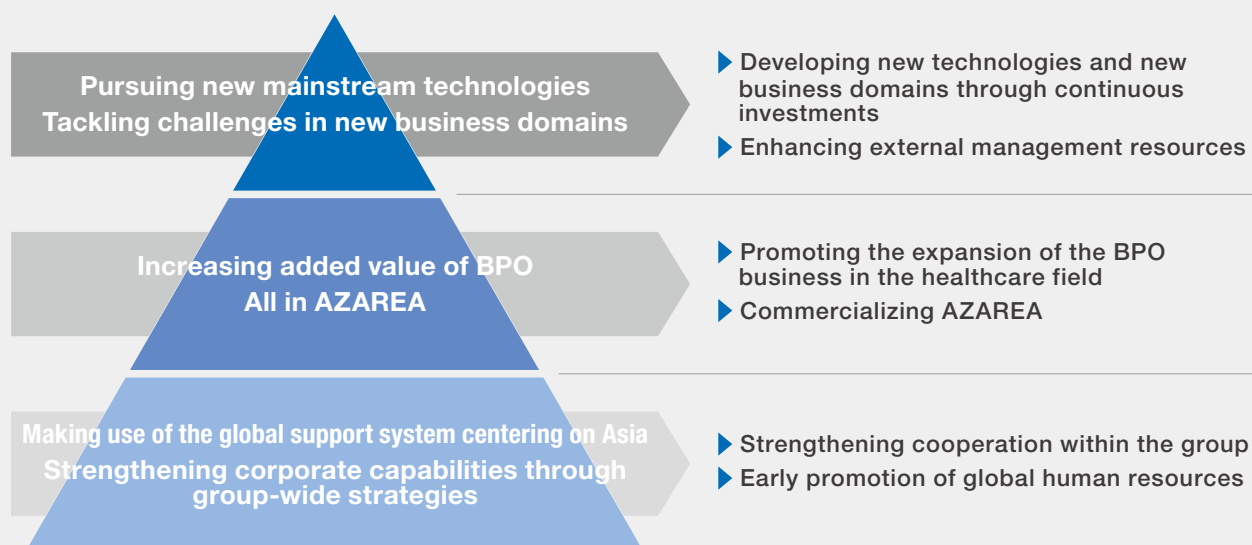 Pursuing new mainstream technologies
Tackling challenges in new business domains
Developing new technologies and new
business domains through continuous
investments
Enhancing external management resources
Increasing added value of BPO
All in AZAREA
Promoting the expansion of the BPO
business in the healthcare field
Commercializing AZAREA
Making use of the global support system centering on Asia
Strengthening corporate capabilities through
group-wide strategies
Strengthening cooperation within the group
Early promotion of global human resources